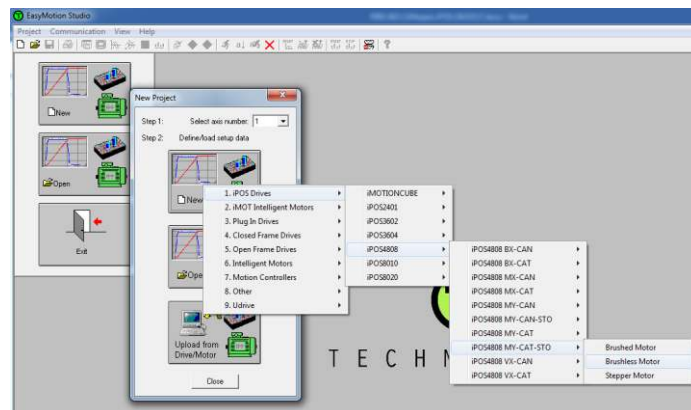 EasyMotion Studio
Project Communication View Help
New
Open
Exit
New Project
Step 1: Select axis number: 1
Step 2: Define/load setup data
New
Open
Upload from
Drive/Motor
Close
1. iPOS Drives
2. iMOT Intelligent Motors
3. Plug In Drives
4. Closed Frame Drives
5. Open Frame Drives
6. Intelligent Motors
7. Motion Controllers
8. Other
9. Udrive
iMOTIONCUBE
iPOS2401
iPOS3602
iPOS3604
iPOS4808
iPOS8010
iPOS8020
iPOS4808 BX-CAN
iPOS4808 BX-CAT
iPOS4808 MX-CAN
iPOS4808 MX-CAT
iPOS4808 MY-CAN
iPOS4808 MY-CAN-STO
iPOS4808 MY-CAT
iPOS4808 MY-CAT-STO
iPOS4808 VX-CAN
iPOS4808 VX-CAT
Brushed Motor
Brushless Motor
Stepper Motor
TECHN